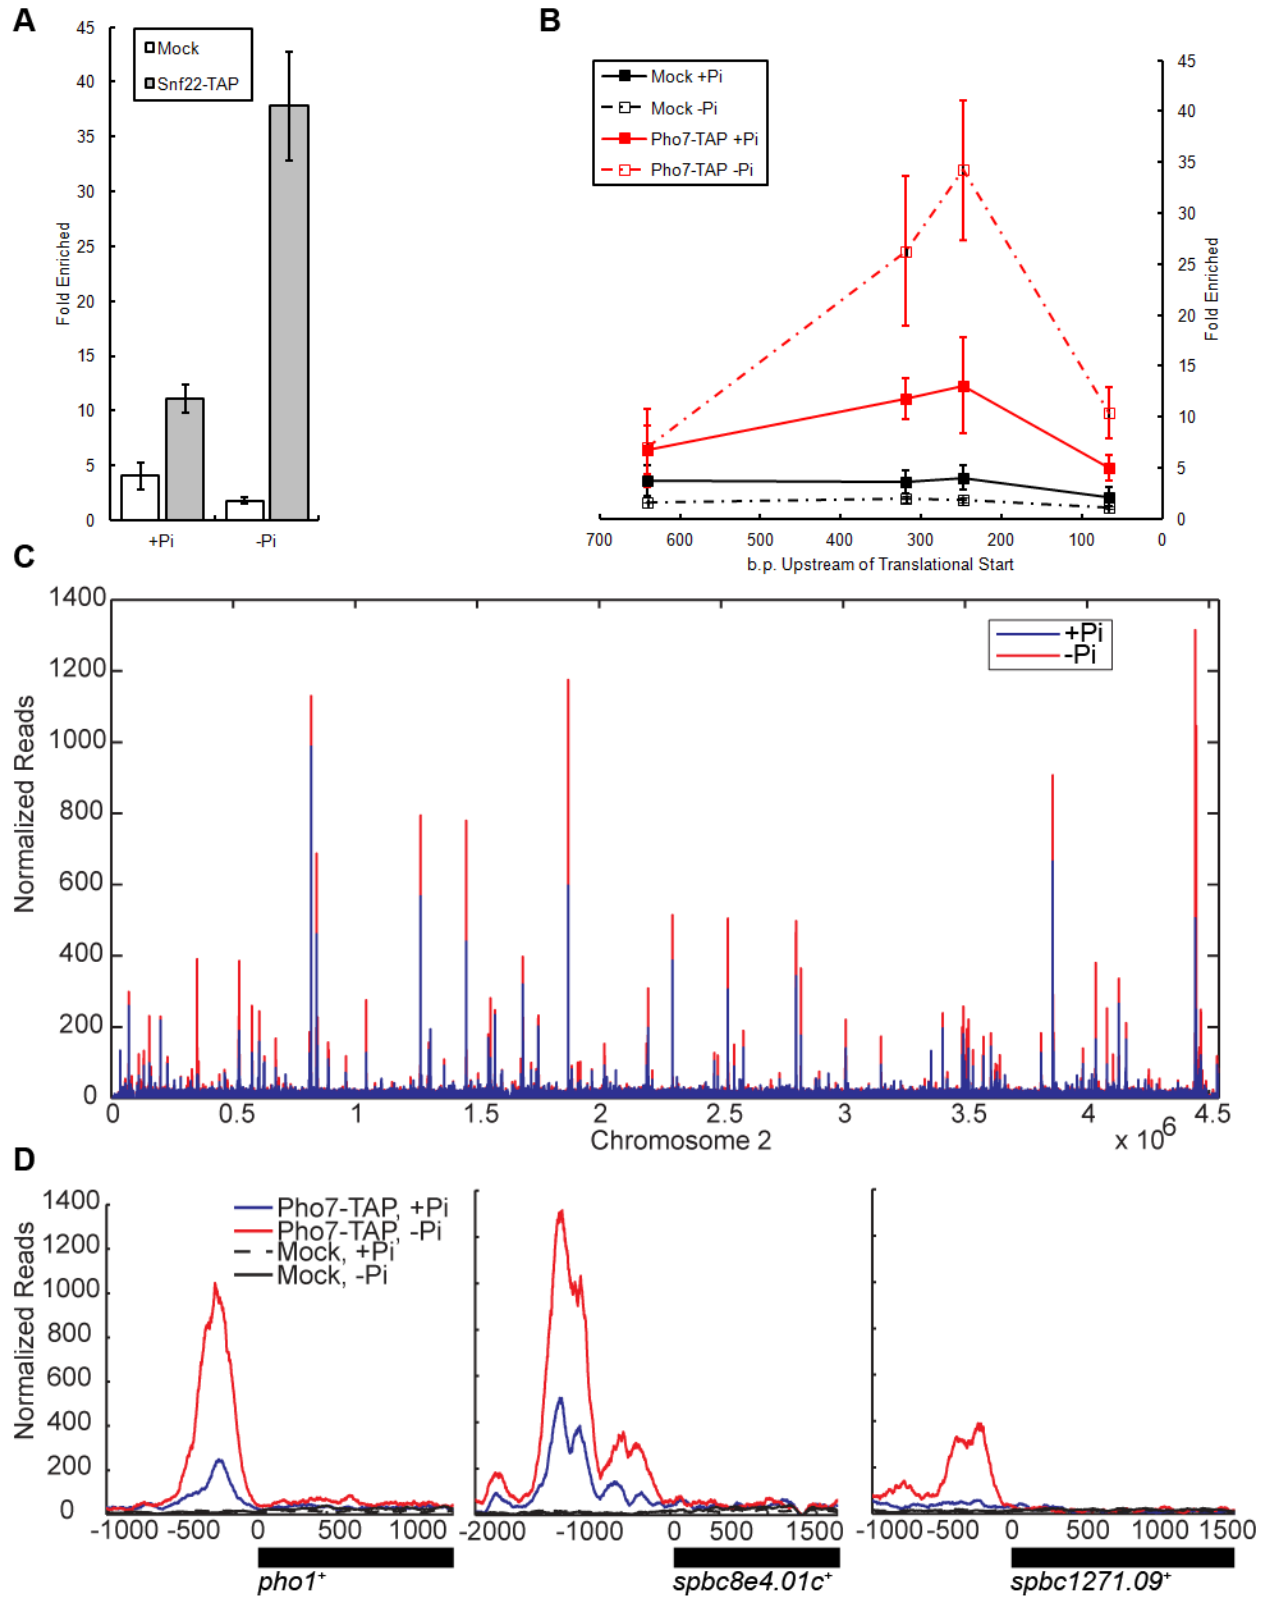 A
45
40
35
30
25
20
15
10
5
0
Fold Enriched
Mock
Snf22-TAP
+Pi
-Pi
B
Mock +Pi
Mock -Pi
Pho7-TAP +Pi
Pho7-TAP -Pi
45
40
35
30
25
20
15
10
5
0
Fold Enriched
700 600 500 400 300 200 100 0
b.p. Upstream of Translational Start
C
1400
1200
1000
800
600
400
200
0
Normalized Reads
+Pi
-Pi
0 0.5 1 1.5 2 2.5 3 3.5 4 4.5
Chromosome 2
x 10^6
D
1400
1200
1000
800
600
400
200
0
Normalized Reads
Pho7-TAP, +Pi
Pho7-TAP, -Pi
Mock, +Pi
Mock, -Pi
-1000 -500 0 500 1000
pho1+
-2000 -1000 0 500 1500
spbc8e4.01c+
-1000 -500 0 500 1000 1500
spbc1271.09+